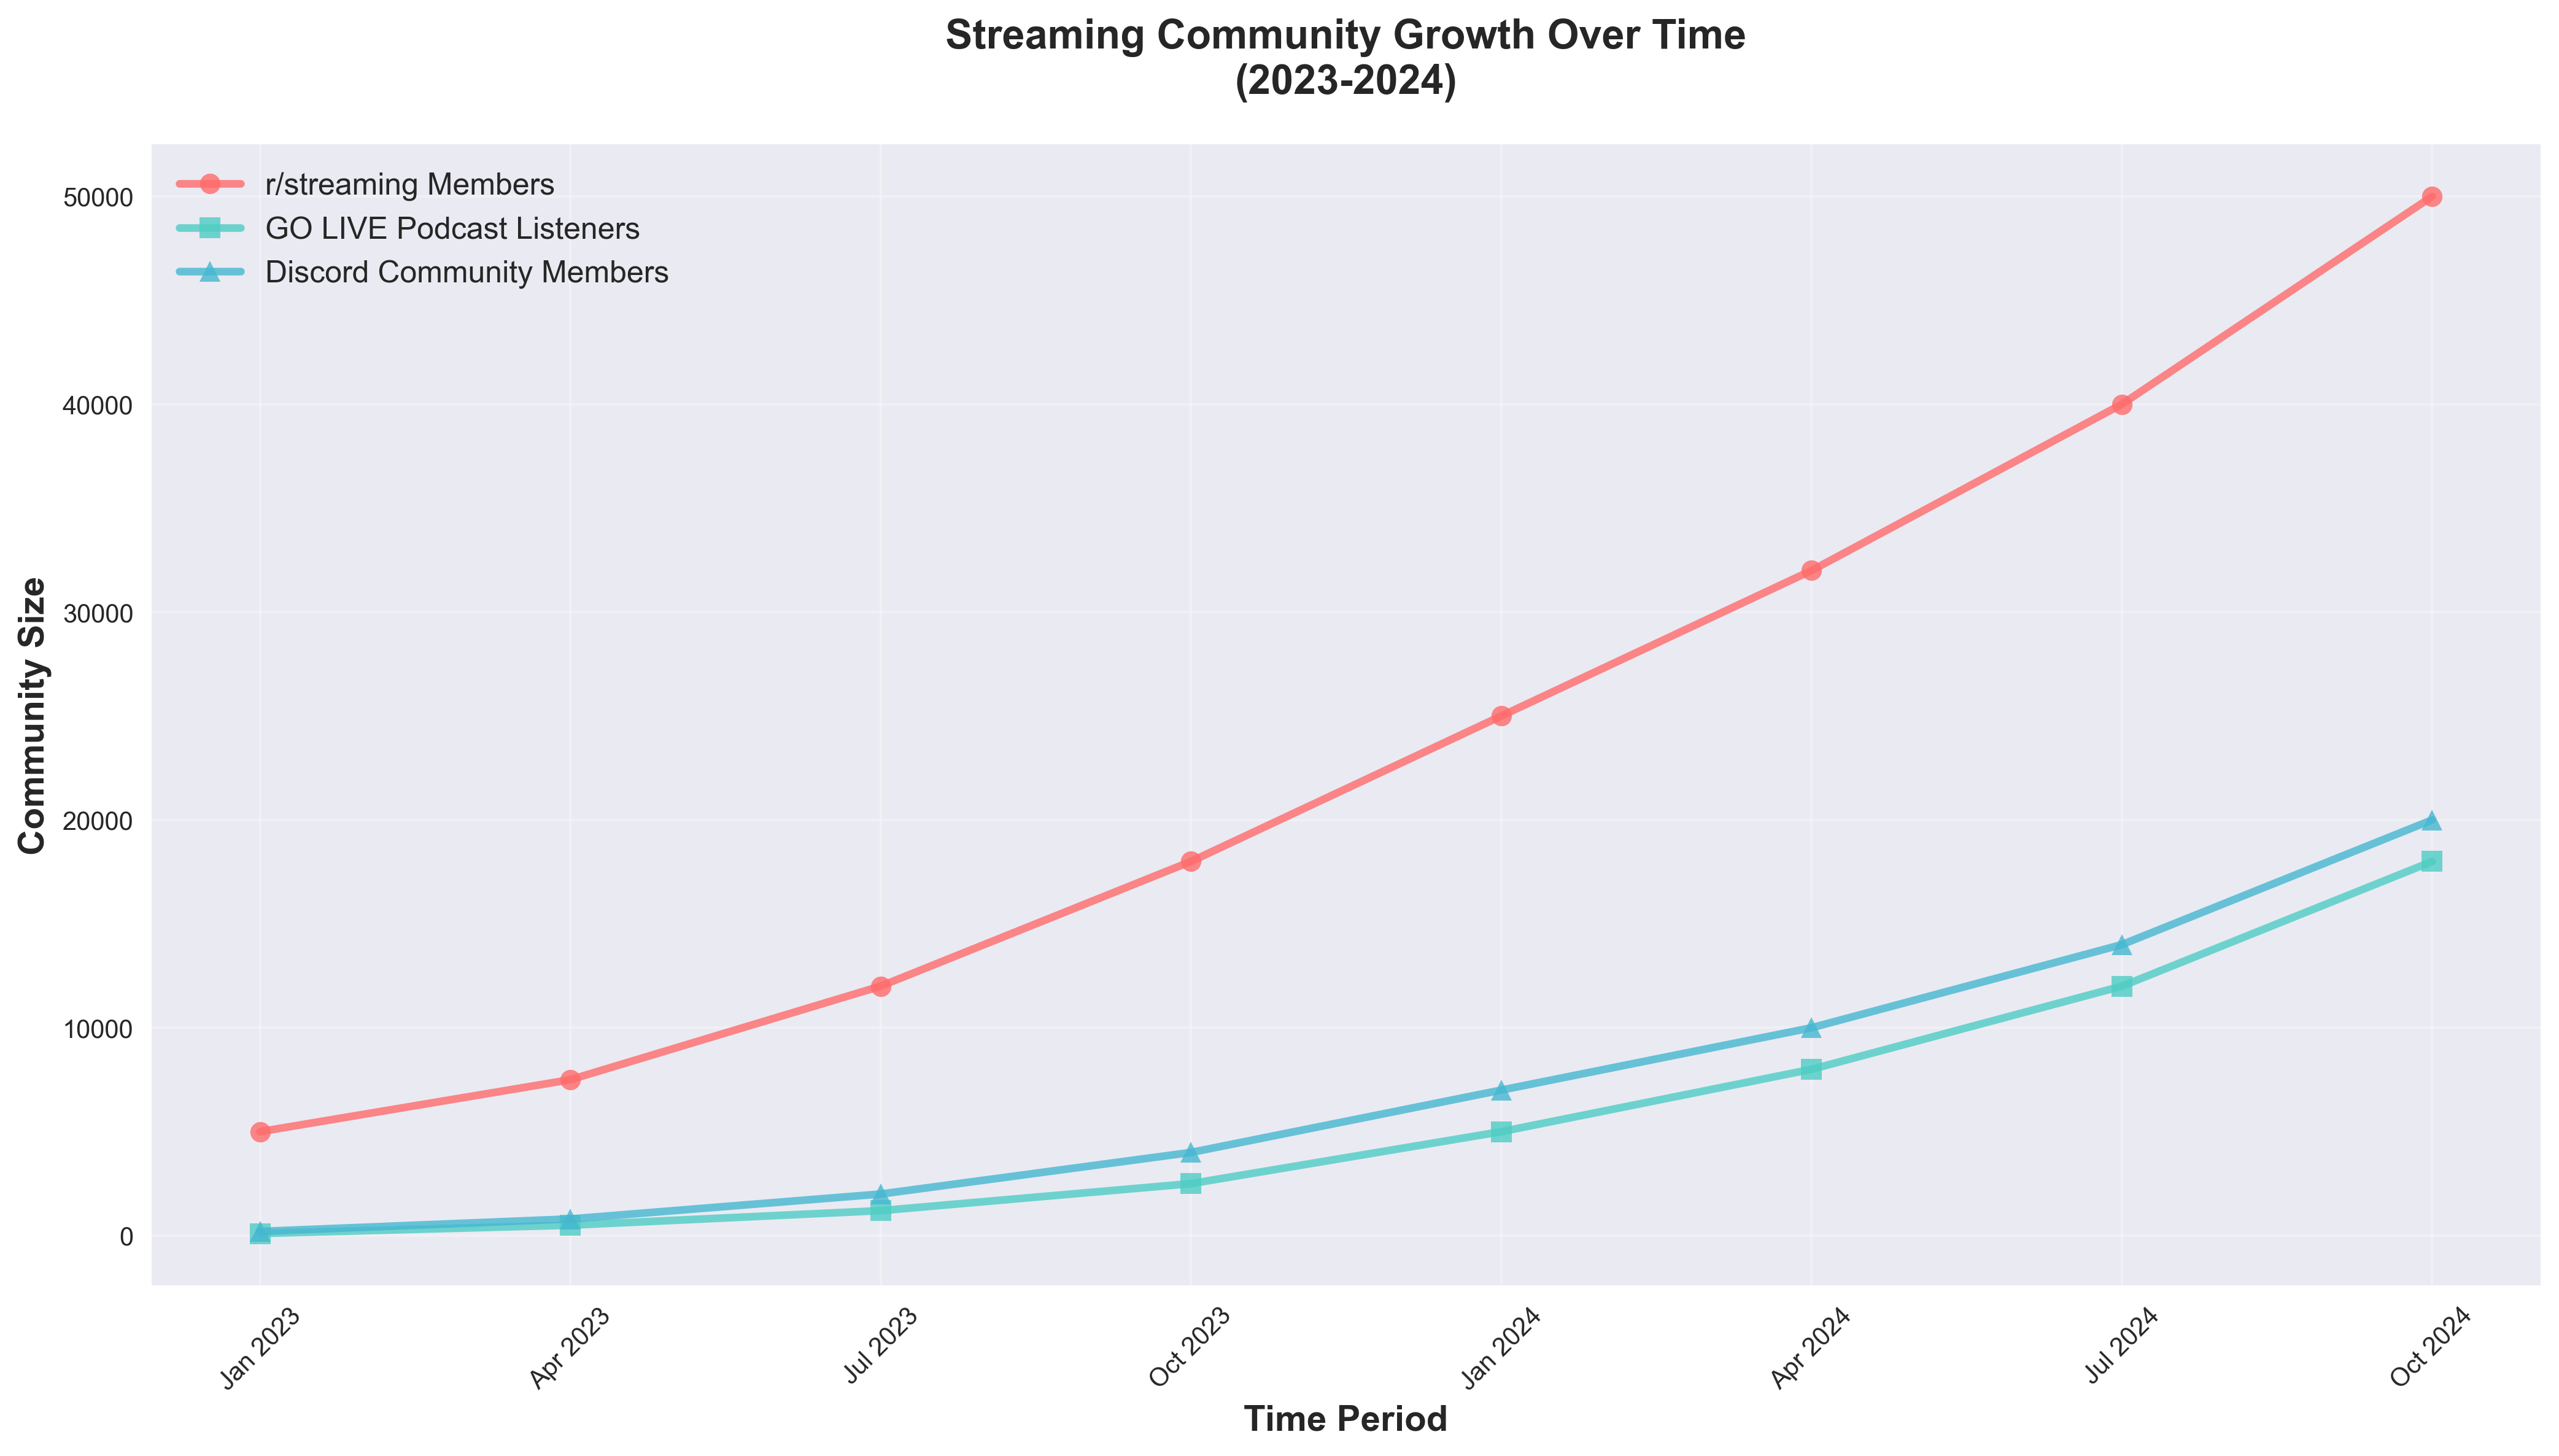 Streaming Community Growth Over Time
(2023-2024)
r/streaming Members
GO LIVE Podcast Listeners
Discord Community Members
Community Size
50000
40000
30000
20000
10000
0
Jan 2023
Apr 2023
Jul 2023
Oct 2023
Jan 2024
Apr 2024
Jul 2024
Oct 2024
Time Period